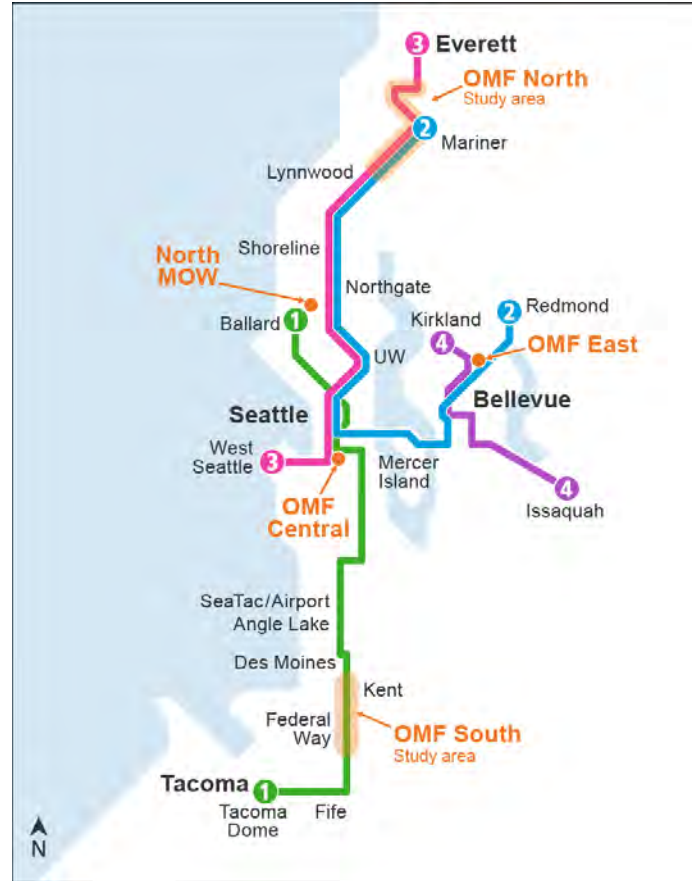 3 Everett
OMF North
Study area
2
Mariner
Lynnwood
Shoreline
North
MOW
Northgate
1
Ballard
2 Redmond
Kirkland
4
OMF East
UW
Seattle
Bellevue
West
Seattle
3
Mercer
Island
4
Issaquah
OMF
Central
SeaTac/Airport
Angle Lake
Des Moines
Kent
Federal
Way
OMF South
Study area
Tacoma 1
Tacoma
Dome
Fife
N